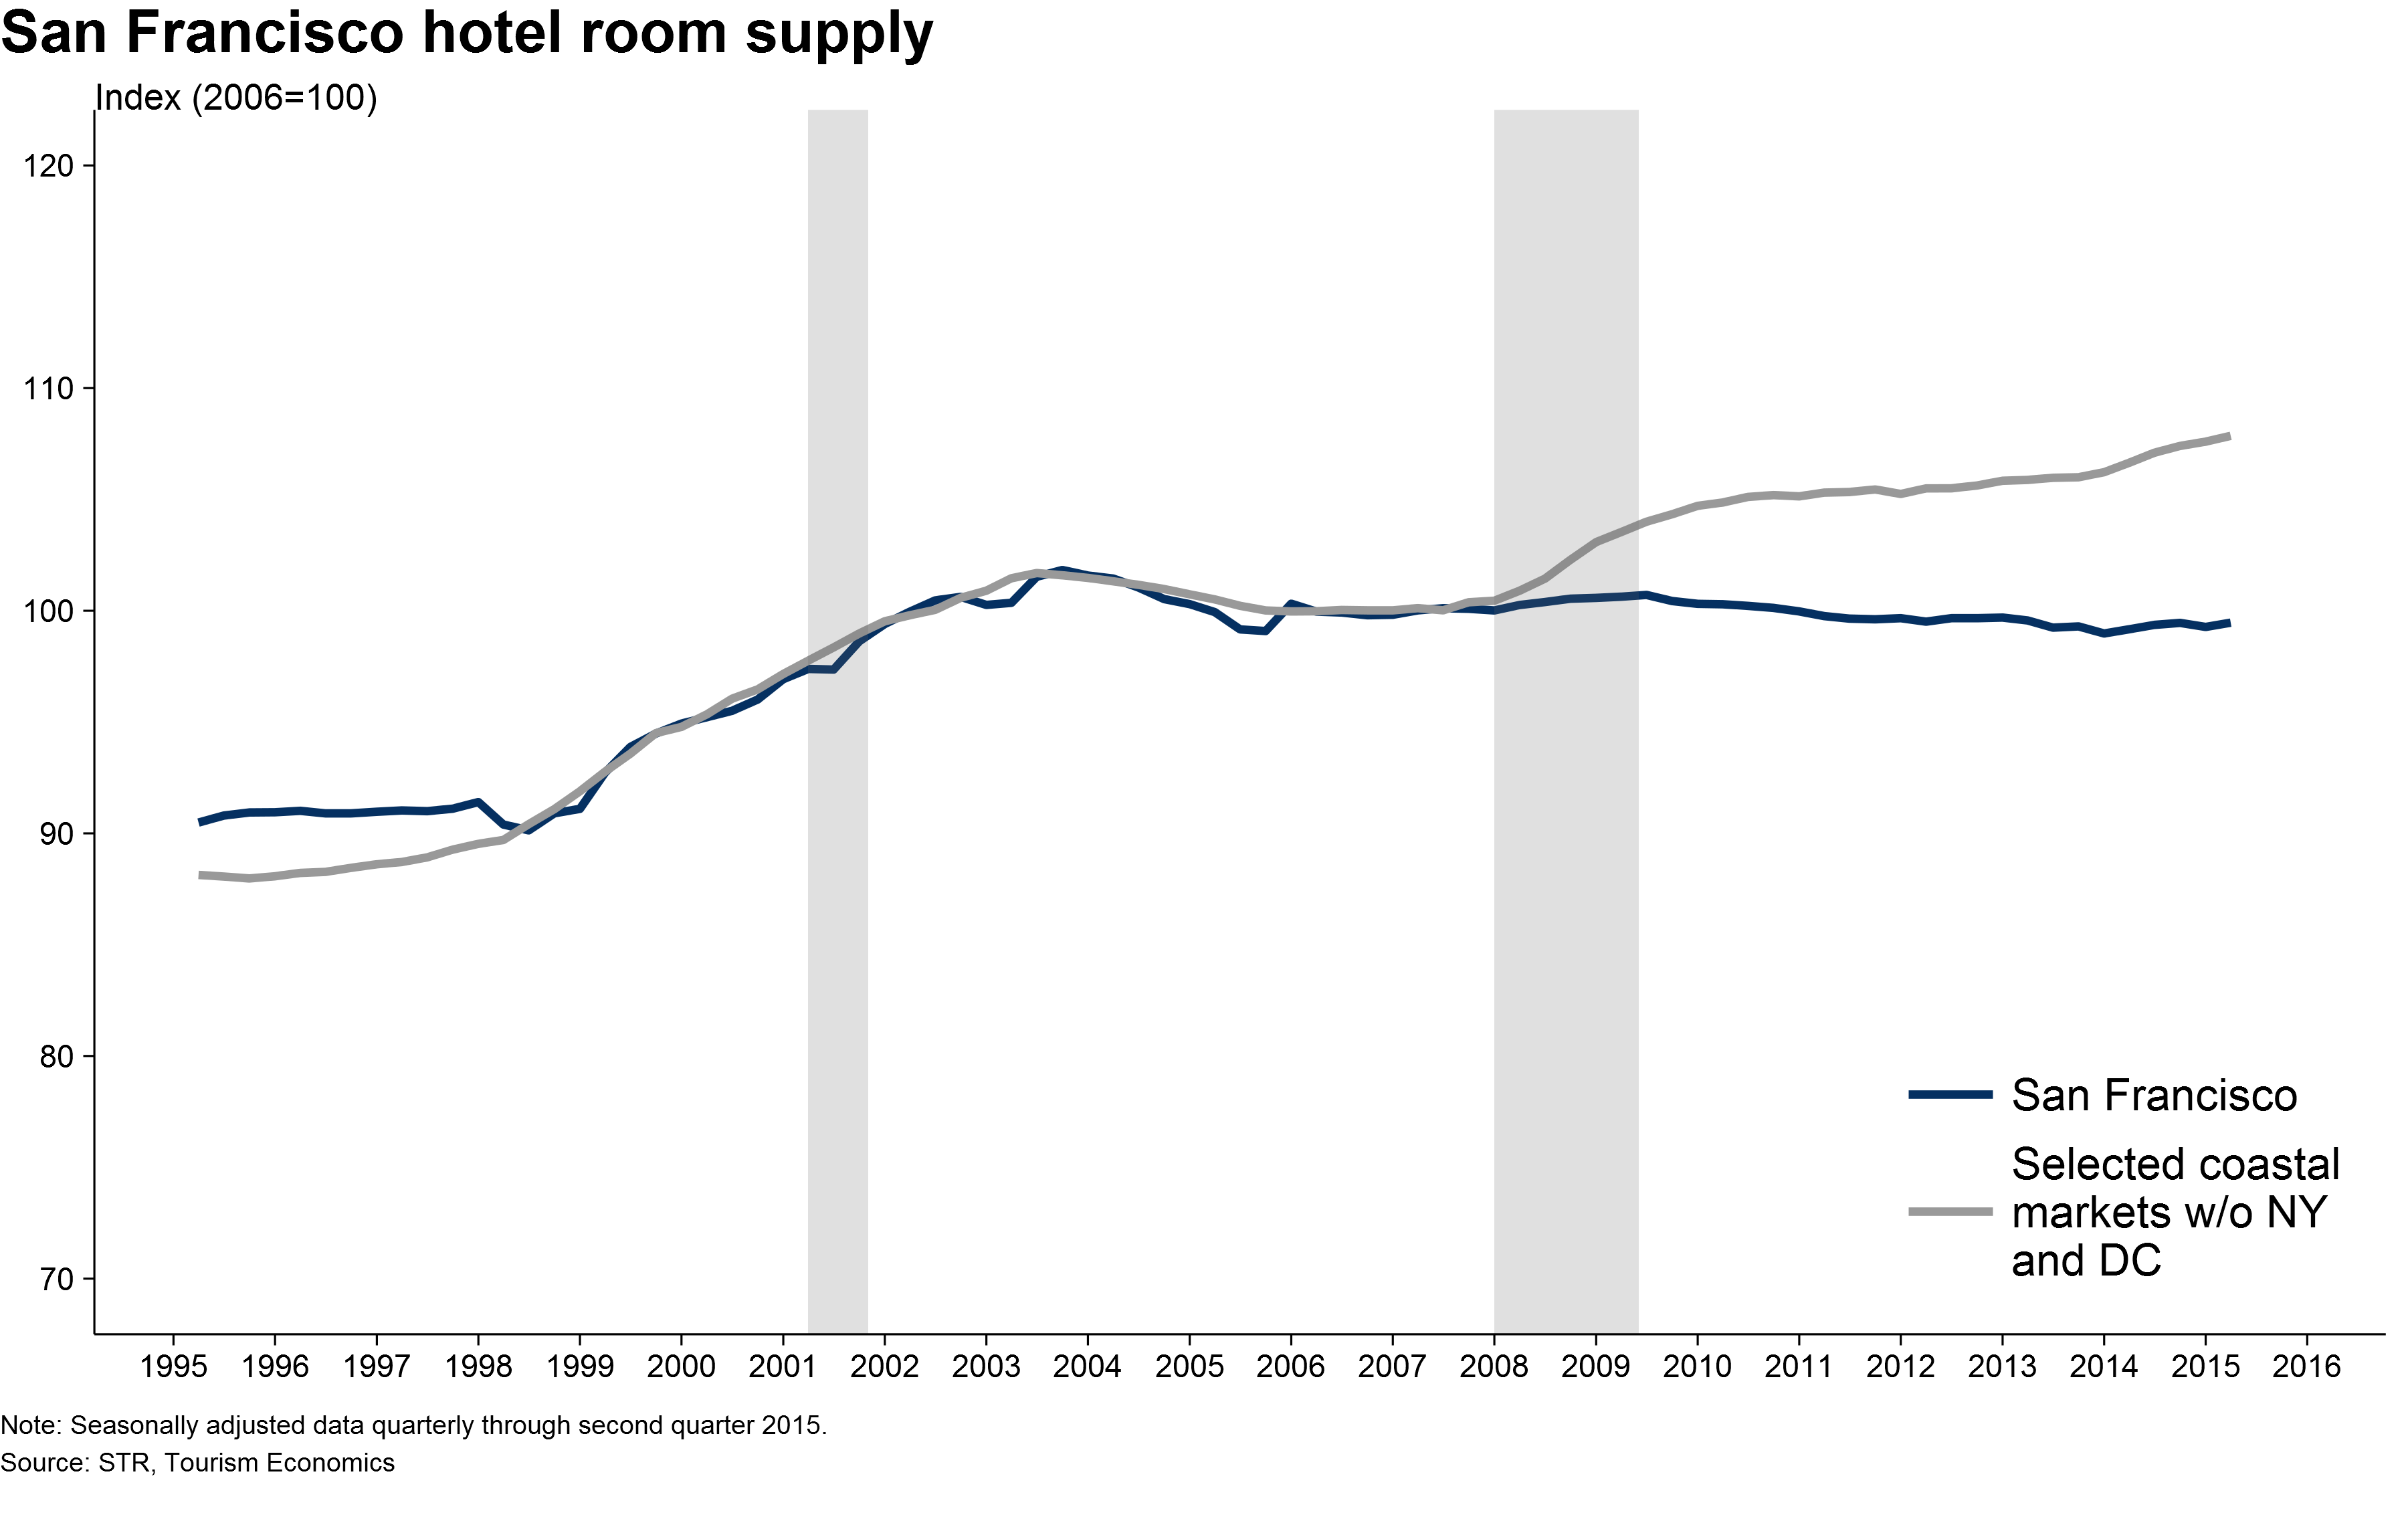 San Francisco hotel room supply
Index (2006=100)
120
110
100
90
80
70
San Francisco
Selected coastal
markets w/o NY
and DC
1995 1996 1997 1998 1999 2000 2001 2002 2003 2004 2005 2006 2007 2008 2009 2010 2011 2012 2013 2014 2015 2016
Note: Seasonally adjusted data quarterly through second quarter 2015.
Source: STR, Tourism Economics